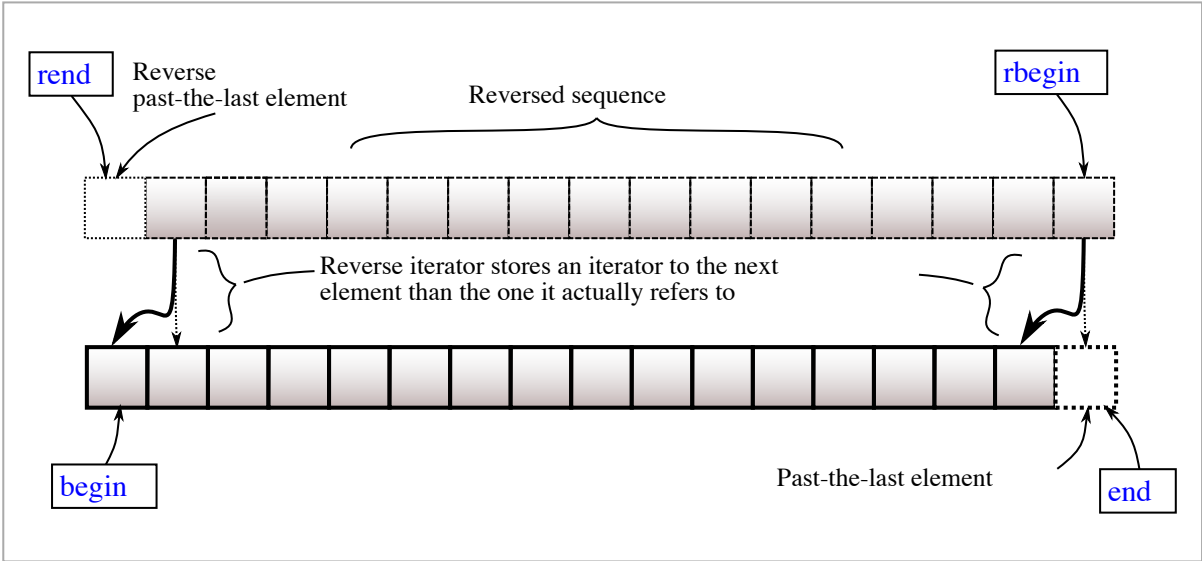 rend
Reverse
past-the-last element
Reversed sequence
rbegin
Reverse iterator stores an iterator to the next
element than the one it actually refers to
begin
Past-the-last element
end